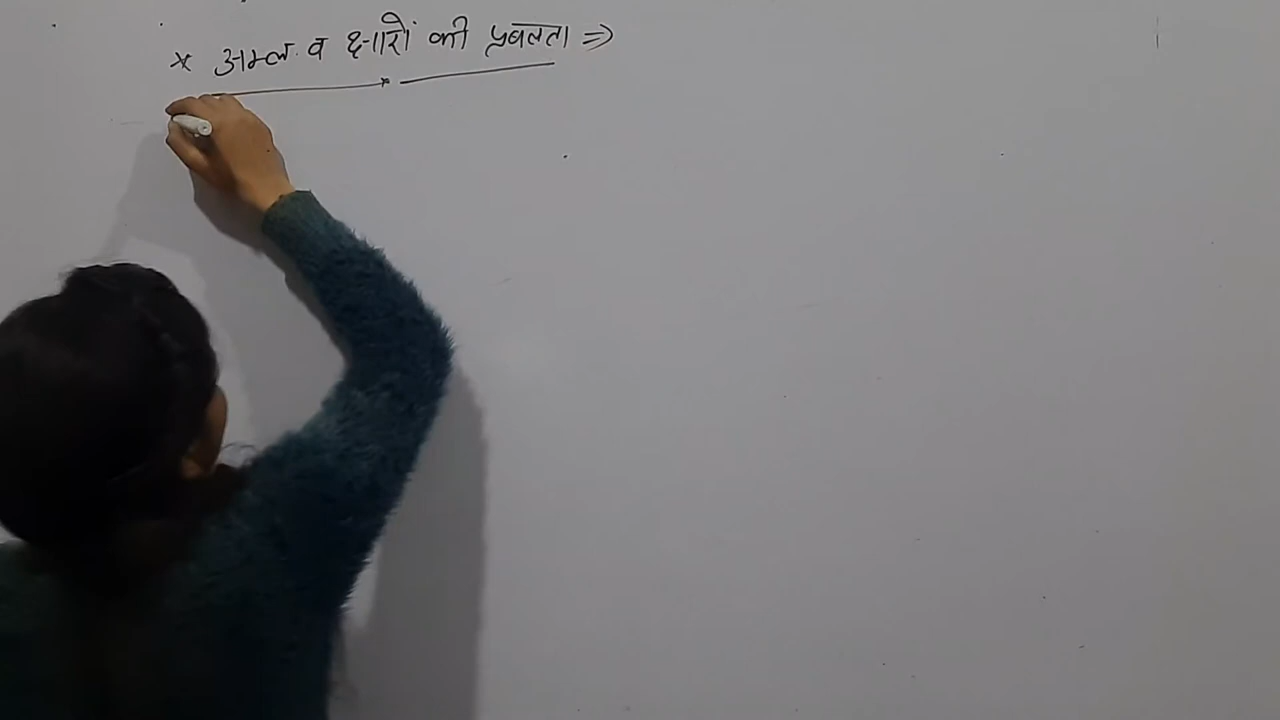 * अम्ल व क्षारों की प्रबलता ⇒